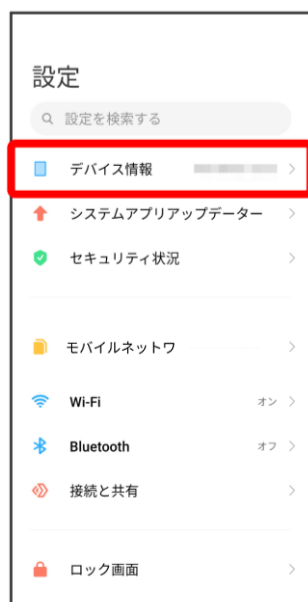 設定
設定を検索する
デバイス情報
システムアプリアップデーター
セキュリティ状況
モバイルネットワ
Wi-Fi オン
Bluetooth オフ
接続と共有
ロック画面